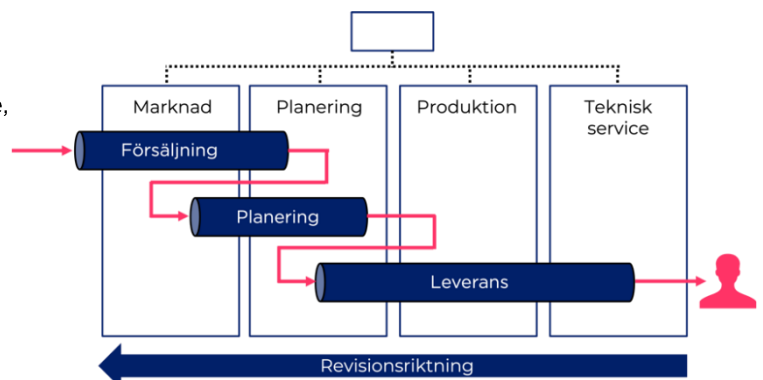 e,
Marknad
Planering
Produktion
Teknisk
service
Försäljning
Planering
Leverans
Revisionsriktning